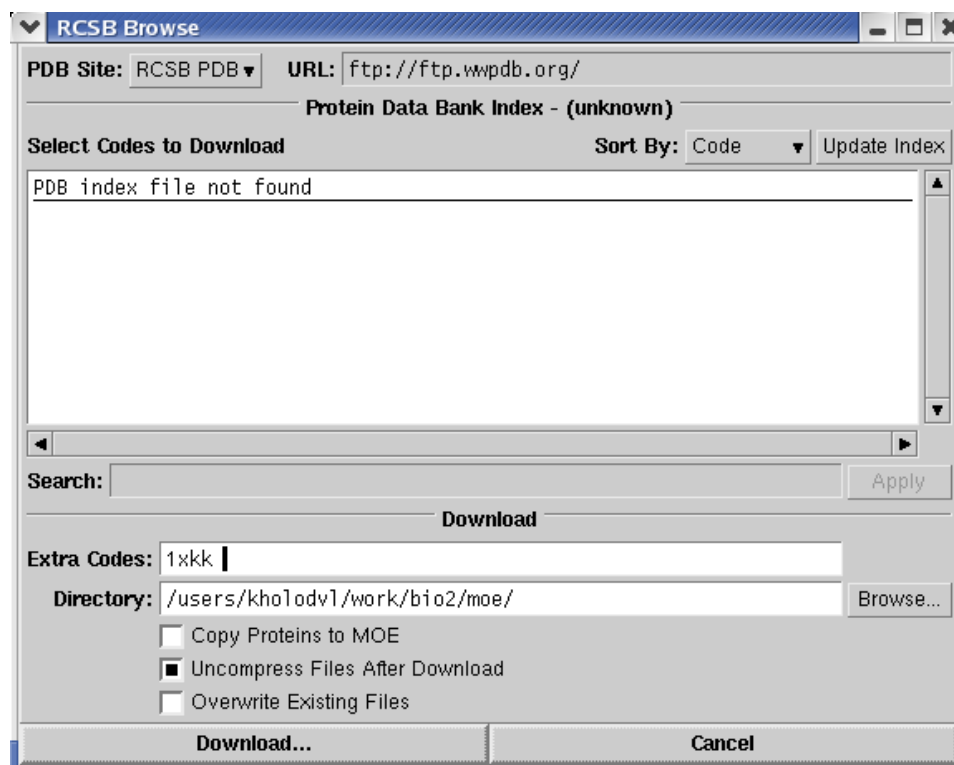 RCSB Browse
PDB Site: RCSB PDB URL: ftp://ftp.wwpdb.org/
Protein Data Bank Index - (unknown)
Select Codes to Download Sort By: Code Update Index
PDB index file not found
Search: Apply
Download
Extra Codes: 1xkk
Directory: /users/kholodvl/work/bio2/moe/ Browse...
Copy Proteins to MOE
Uncompress Files After Download
Overwrite Existing Files
Download... Cancel